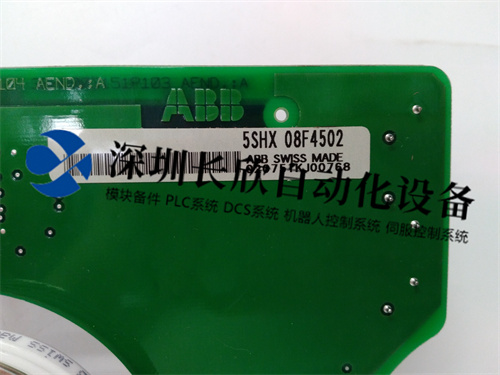 104 AEND.:A 51P103 AEND.:A
ABB
5SHX 08F4502
ABB SWISS MADE
深圳长欣自动化设备
模块备件 PLC系统 DCS系统 机器人控制系统 伺服控制系统
SWISS